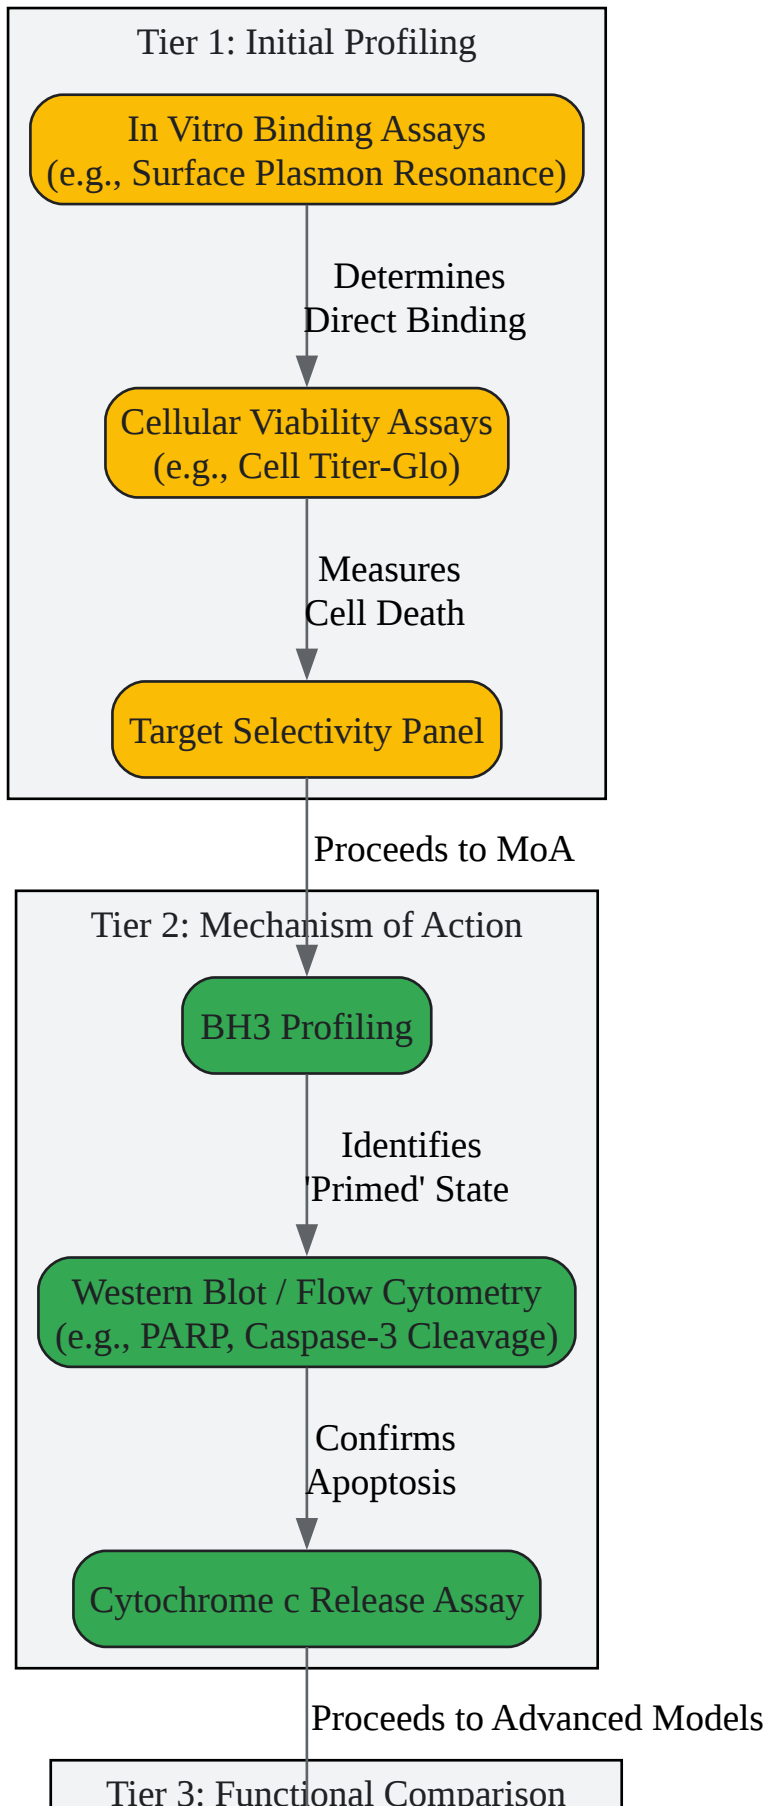 Tier 1: Initial Profiling
In Vitro Binding Assays
(e.g., Surface Plasmon Resonance)
Determines
Direct Binding
Cellular Viability Assays
(e.g., Cell Titer-Glo)
Measures
Cell Death
Target Selectivity Panel
Proceeds to MoA
Tier 2: Mechanism of Action
BH3 Profiling
Identifies
'Primed' State
Western Blot / Flow Cytometry
(e.g., PARP, Caspase-3 Cleavage)
Confirms
Apoptosis
Cytochrome c Release Assay
Proceeds to Advanced Models
Tier 3: Functional Comparison